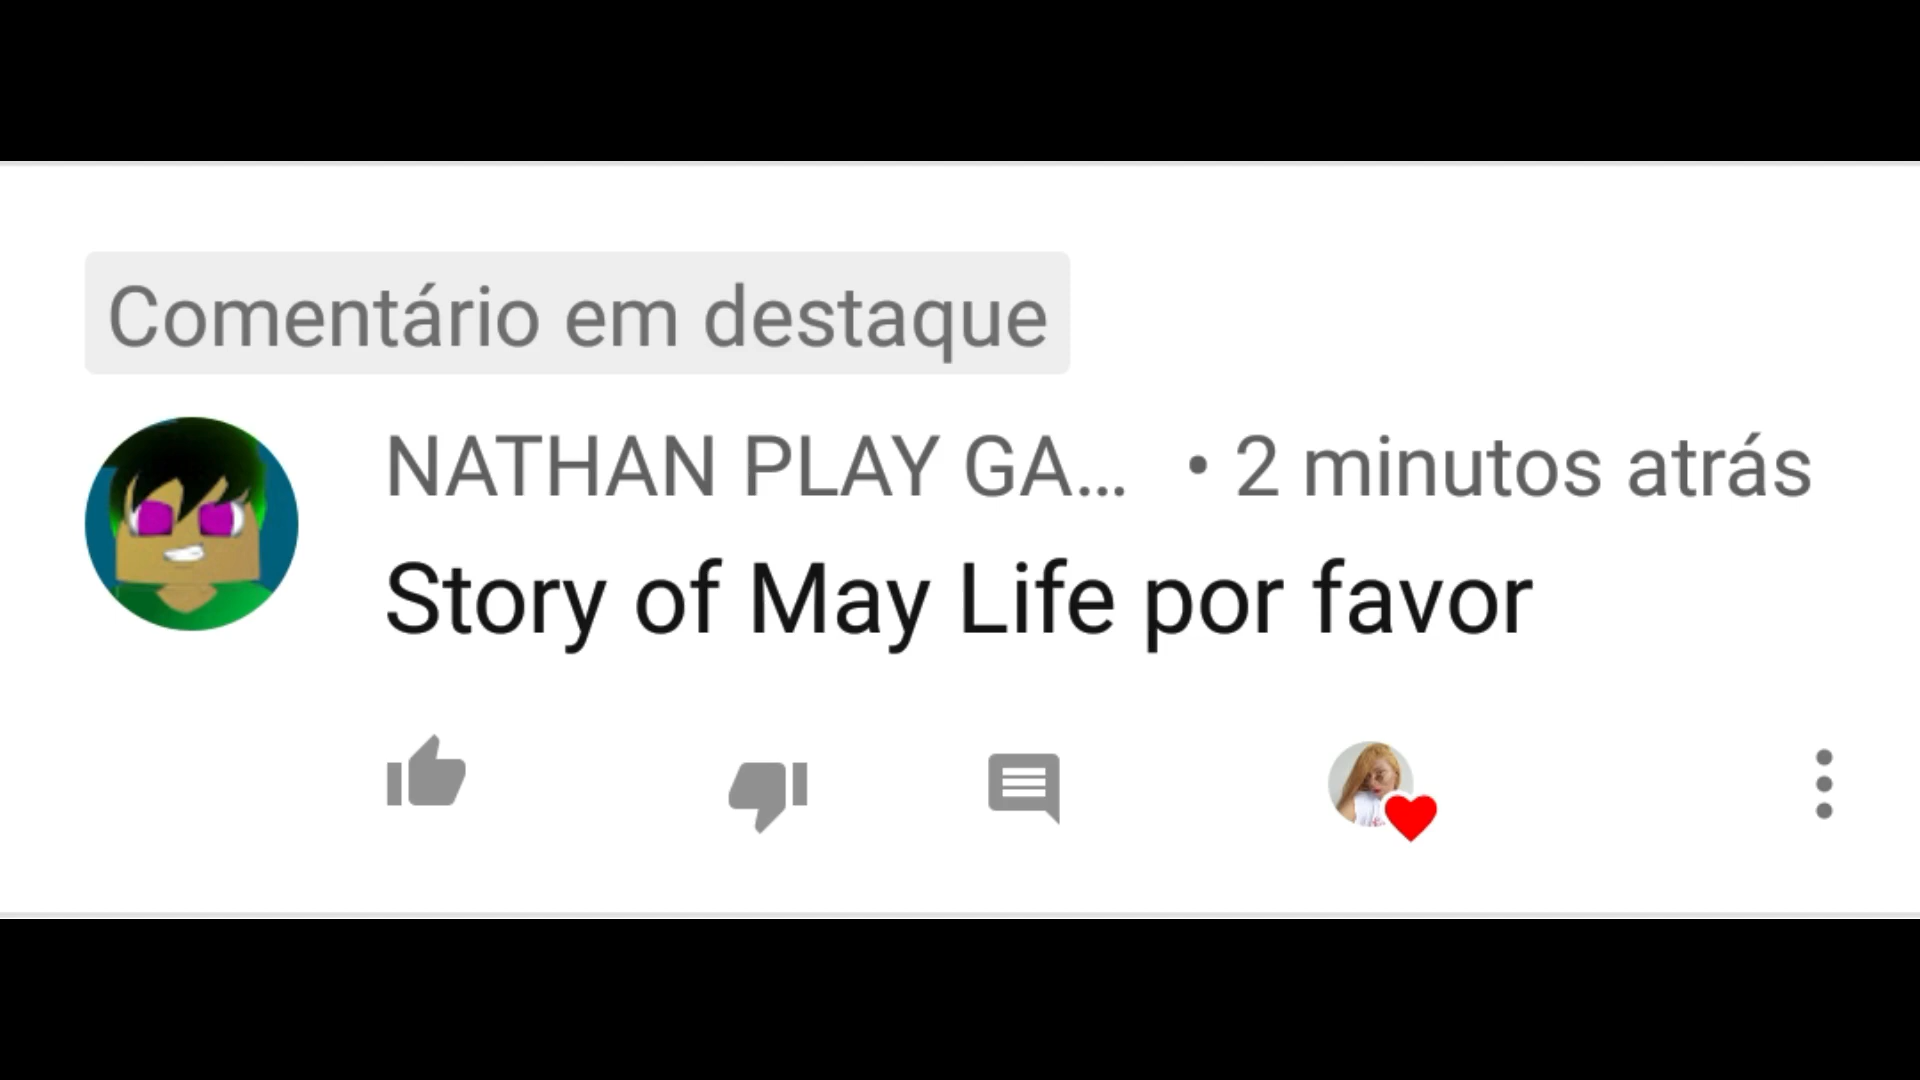 Comentário em destaque
NATHAN PLAY GA... • 2 minutos atrás
Story of May Life por favor